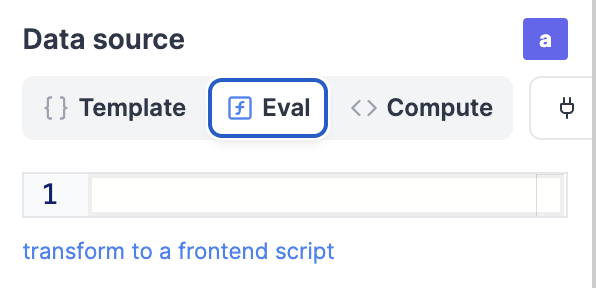 Data source
a
{} Template
Eval
<> Compute
1
transform to a frontend script